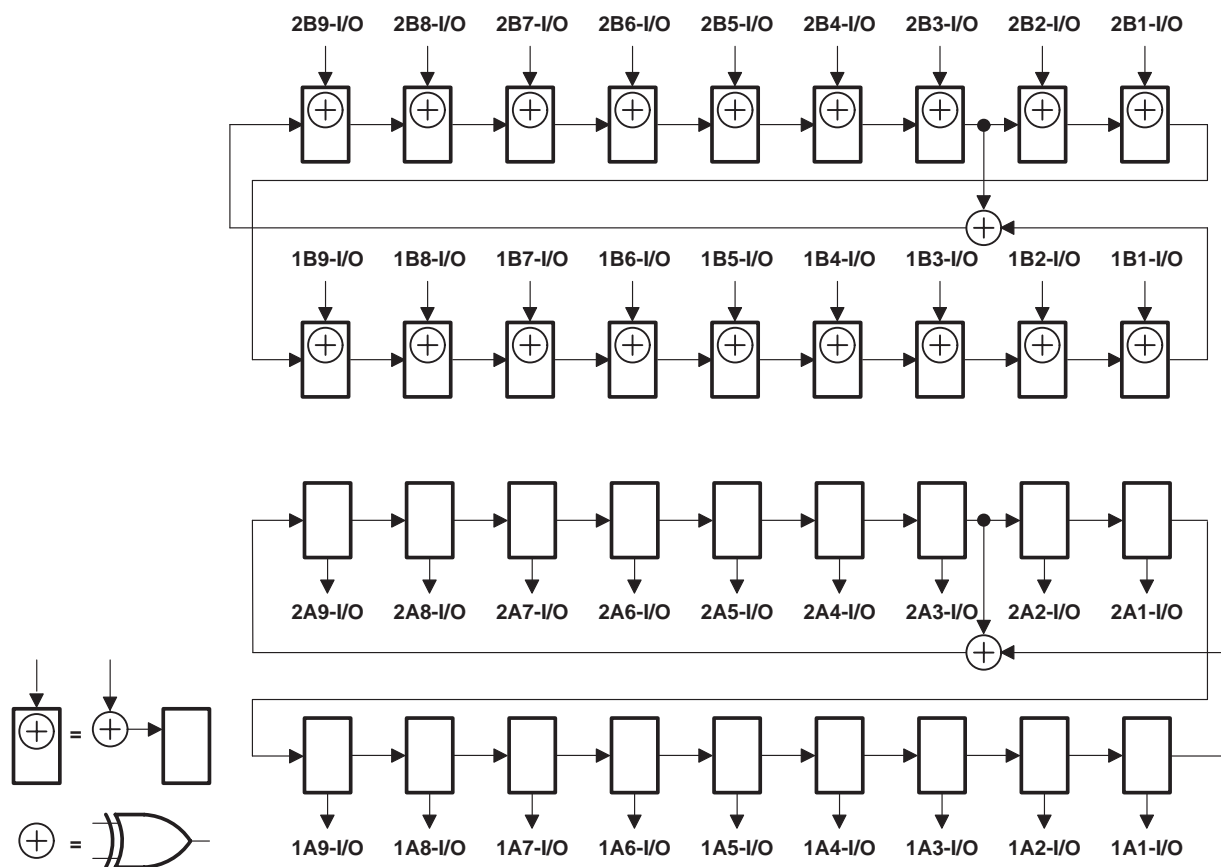 2B9-I/O 2B8-I/O 2B7-I/O 2B6-I/O 2B5-I/O 2B4-I/O 2B3-I/O 2B2-I/O 2B1-I/O
1B9-I/O 1B8-I/O 1B7-I/O 1B6-I/O 1B5-I/O 1B4-I/O 1B3-I/O 1B2-I/O 1B1-I/O
2A9-I/O 2A8-I/O 2A7-I/O 2A6-I/O 2A5-I/O 2A4-I/O 2A3-I/O 2A2-I/O 2A1-I/O
=
=
1A9-I/O 1A8-I/O 1A7-I/O 1A6-I/O 1A5-I/O 1A4-I/O 1A3-I/O 1A2-I/O 1A1-I/O